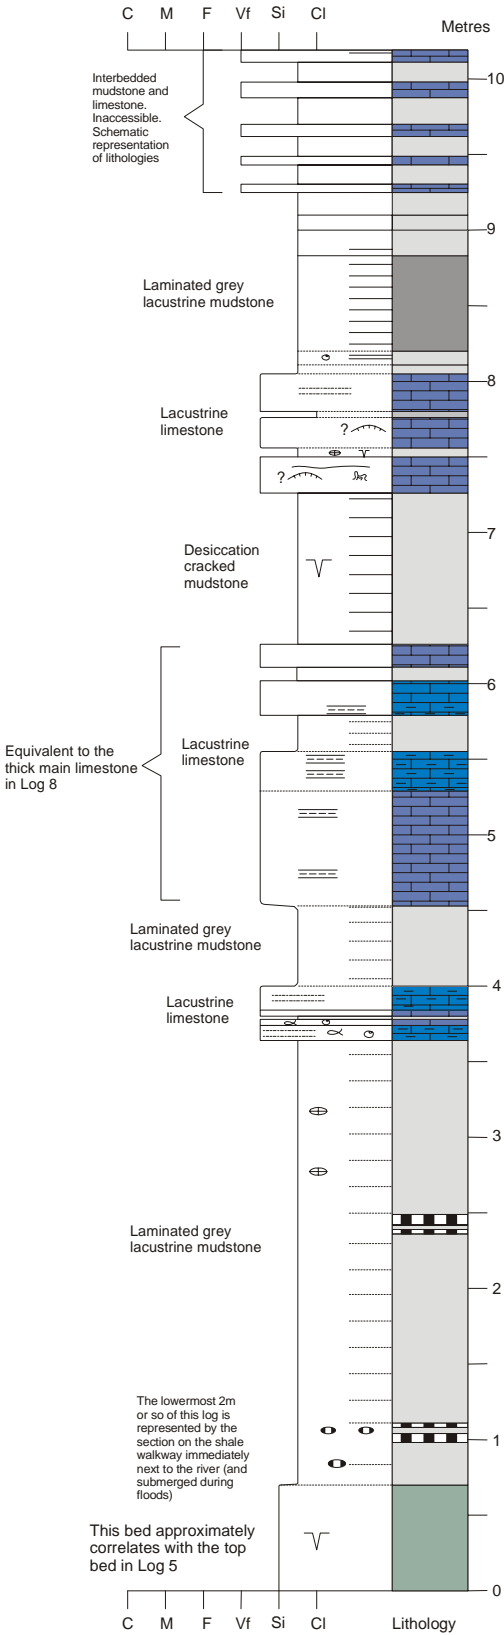 C M F Vf Si Cl
Metres
10
Interbedded
mudstone and
limestone.
Inaccessible.
Schematic
representation
of lithologies
9
Laminated grey
lacustrine mudstone
8
Lacustrine
limestone
?
?
7
Desiccation
cracked
mudstone
6
Equivalent to the
thick main limestone
in Log 8
Lacustrine
limestone
5
Laminated grey
lacustrine mudstone
4
Lacustrine
limestone
3
Laminated grey
lacustrine mudstone
2
The lowermost 2m
or so of this log is
represented by the
section on the shale
walkway immediately
next to the river (and
submerged during
floods)
1
This bed approximately
correlates with the top
bed in Log 5
0
C M F Vf Si Cl Lithology